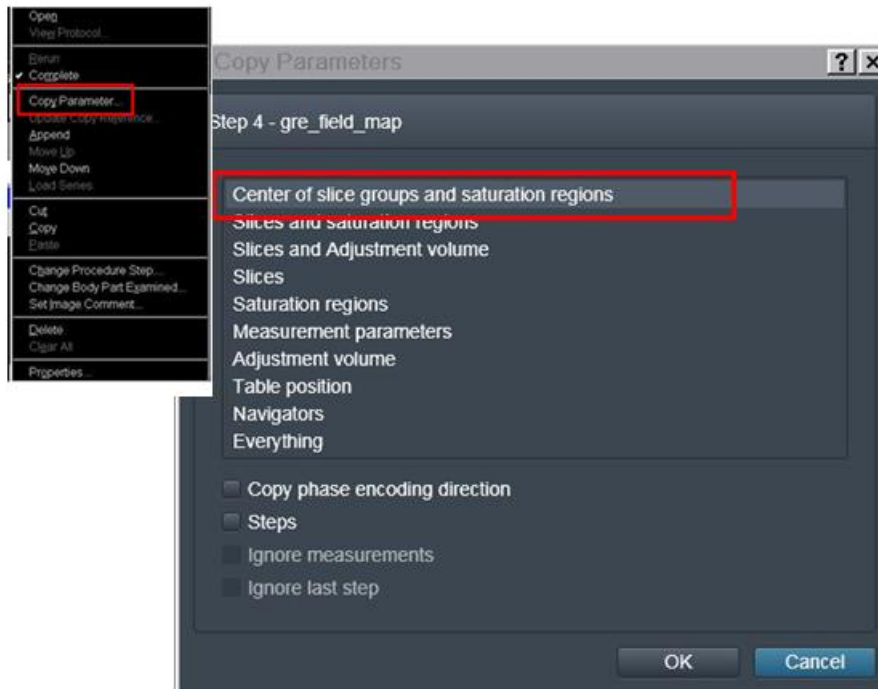 Open
View Protocol...
Rerun
Complete
Copy Parameter...
Update Copy Reference...
Append
Move Up
Move Down
Load Series
Cut
Copy
Paste
Change Procedure Step...
Change Body Part Examined...
Set Image Comment...
Delete
Clear All
Properties...
Copy Parameters
? x
Step 4 - gre_field_map
Center of slice groups and saturation regions
Slices and saturation regions
Slices and Adjustment volume
Slices
Saturation regions
Measurement parameters
Adjustment volume
Table position
Navigators
Everything
Copy phase encoding direction
Steps
Ignore measurements
Ignore last step
OK Cancel